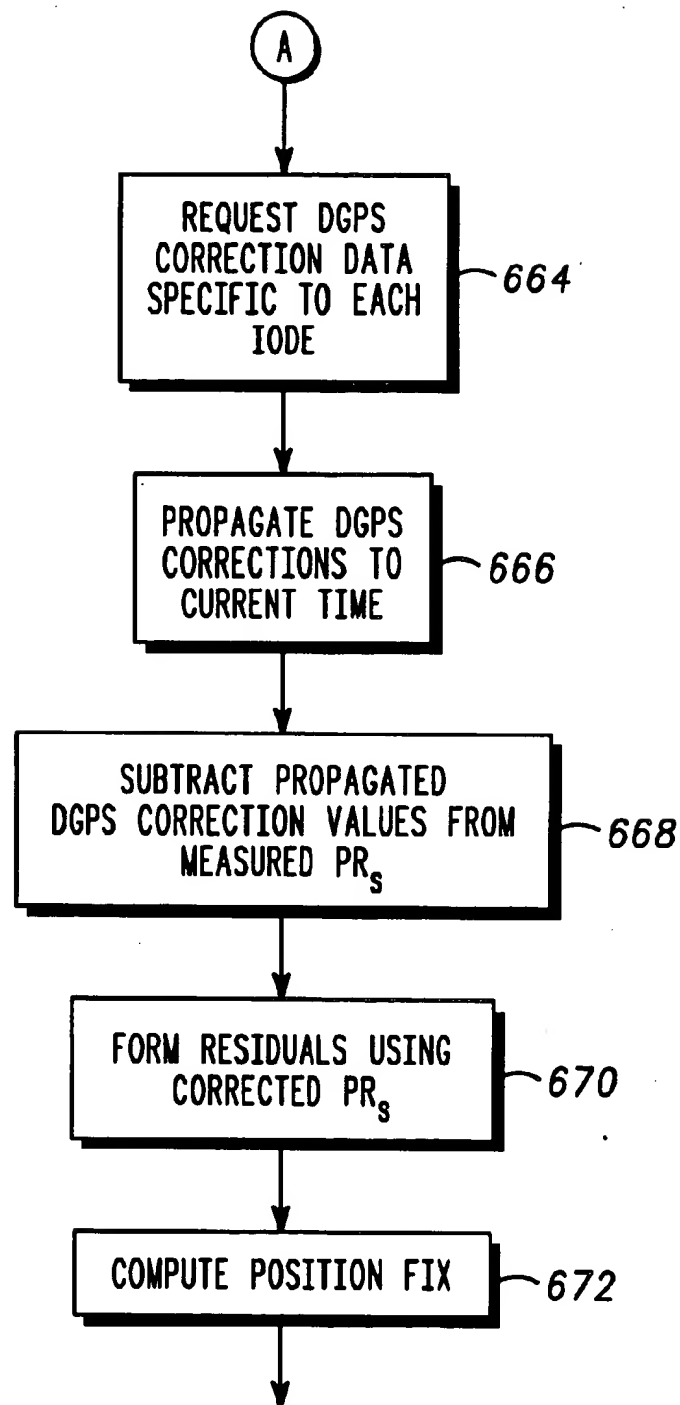 A
REQUEST DGPS
CORRECTION DATA
SPECIFIC TO EACH
IODE
664
PROPAGATE DGPS
CORRECTIONS TO
CURRENT TIME
666
SUBTRACT PROPAGATED
DGPS CORRECTION VALUES FROM
MEASURED PRs
668
FORM RESIDUALS USING
CORRECTED PRs
670
COMPUTE POSITION FIX
672